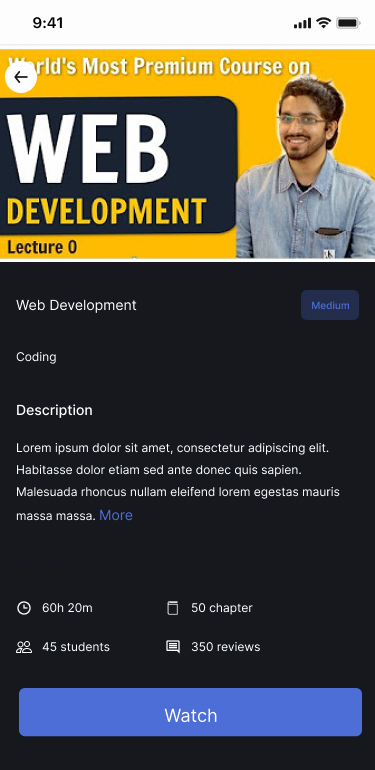 9:41
World's Most Premium Course on
WEB
DEVELOPMENT
Lecture 0
Web Development
Medium
Coding
Description
Lorem ipsum dolor sit amet, consectetur adipiscing elit.
Habitasse dolor etiam sed ante donec quis sapien.
Malesuada rhoncus nullam eleifend lorem egestas mauris
massa massa. More
60h 20m
50 chapter
45 students
350 reviews
Watch